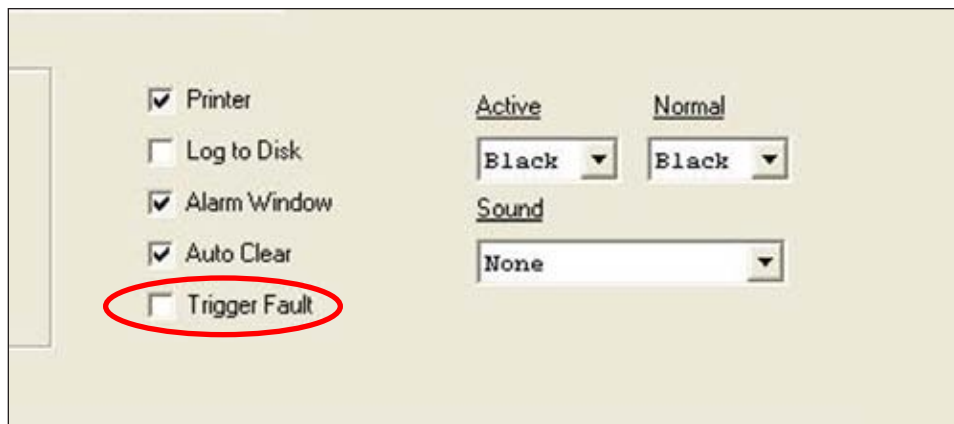 Printer
Log to Disk
Alarm Window
Auto Clear
Trigger Fault
Active Normal
Black Black
Sound
None